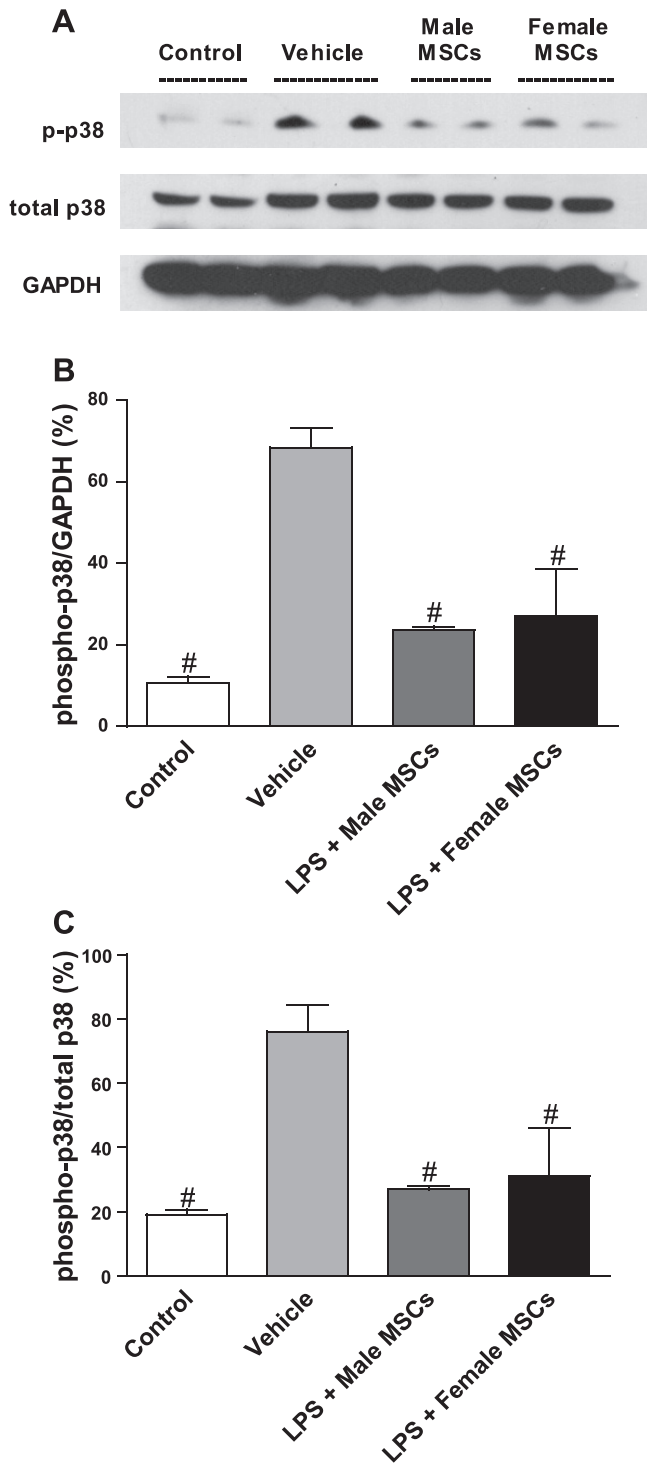 A
Control Vehicle Male MSCs Female MSCs
p-p38
total p38
GAPDH
B
phospho-p38/GAPDH (%)
80
60
40
20
0
#
#
#
Control
Vehicle
LPS + Male MSCs
LPS + Female MSCs
C
phospho-p38/total p38 (%)
100
80
60
40
20
0
#
#
#
Control
Vehicle
LPS + Male MSCs
LPS + Female MSCs